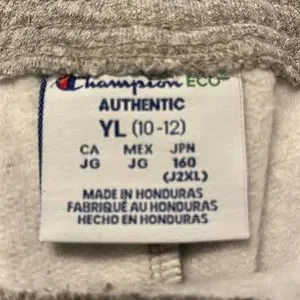 Champion ECO
AUTHENTIC
YL (10-12)
CA MEX JPN
JG JG 160
(J2XL)
MADE IN HONDURAS
FABRIQUÉ AU HONDURAS
HECHO EN HONDURAS